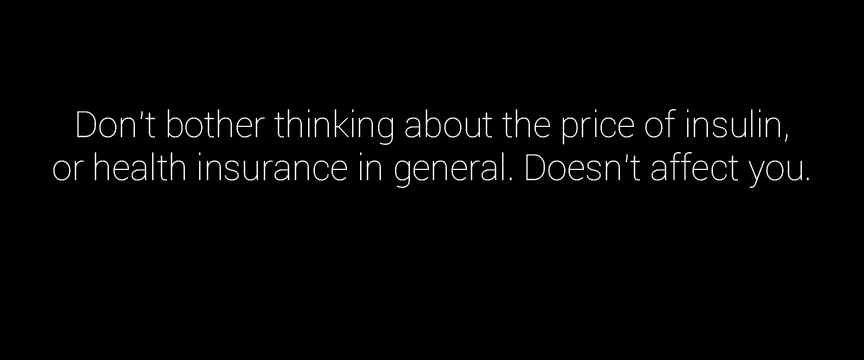 Don't bother thinking about the price of insulin,
or health insurance in general. Doesn't affect you.